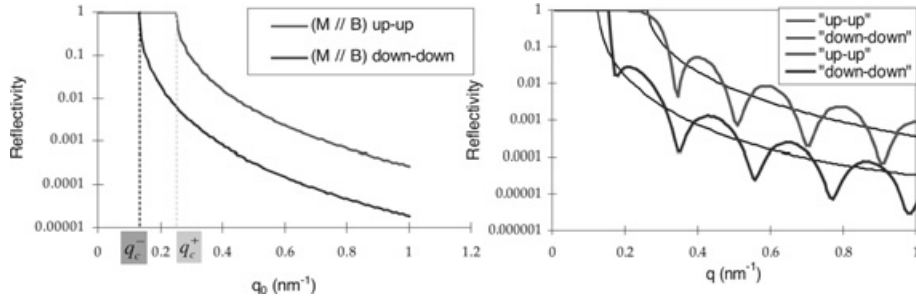 Reflectivity
1
0.1
0.01
0.001
0.0001
0.00001
(M // B) up-up
(M // B) down-down
0 0.2 0.4 0.6 0.8 1 1.2
q_c^- q_c^+
q₀ (nm⁻¹)
Reflectivity
1
0.1
0.01
0.001
0.0001
0.00001
0.000001
"up-up"
"down-down"
"up-up"
"down-down"
0 0.2 0.4 0.6 0.8 1
q (nm⁻¹)